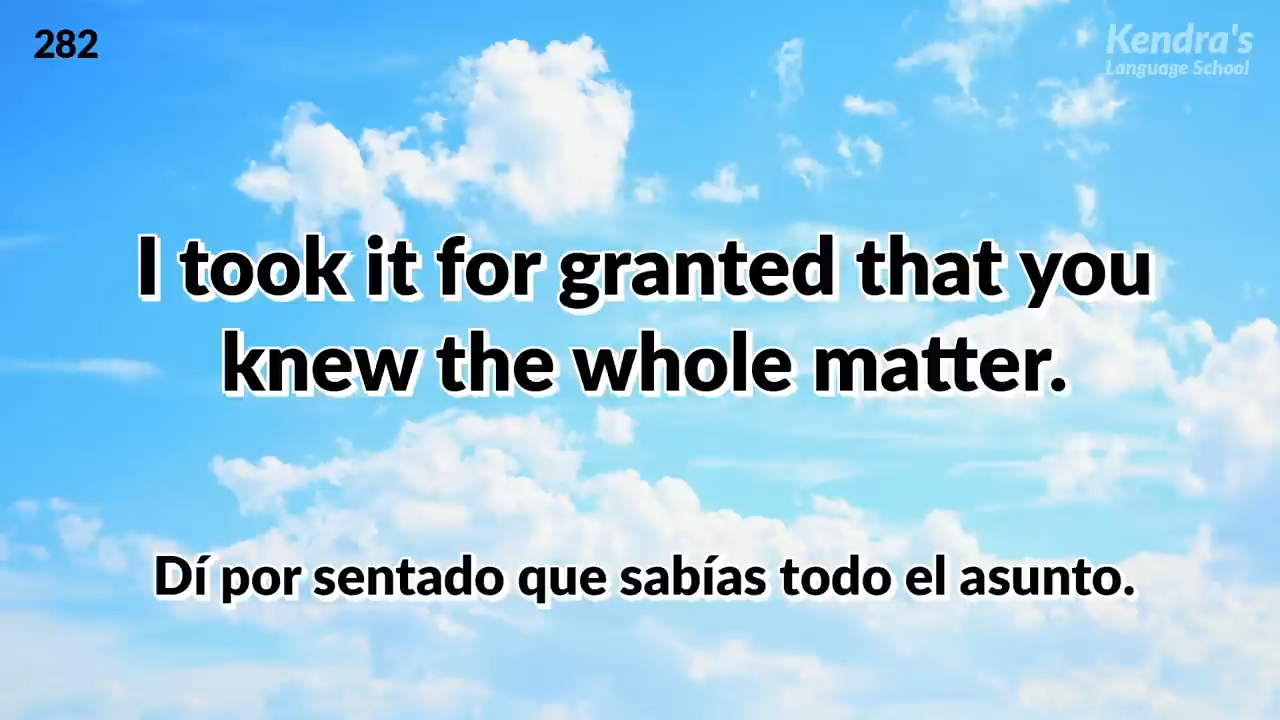 282
Kendra's
Language School
I took it for granted that you
knew the whole matter.
Dí por sentado que sabías todo el asunto.